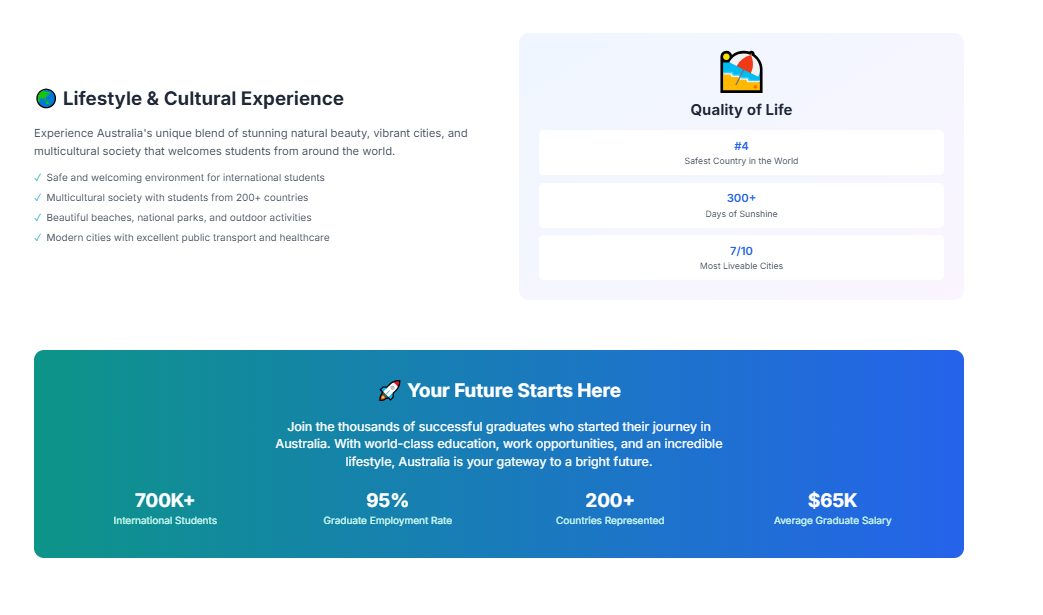 Lifestyle & Cultural Experience
Experience Australia's unique blend of stunning natural beauty, vibrant cities, and
multicultural society that welcomes students from around the world.
✓ Safe and welcoming environment for international students
✓ Multicultural society with students from 200+ countries
✓ Beautiful beaches, national parks, and outdoor activities
✓ Modern cities with excellent public transport and healthcare
Quality of Life
#4
Safest Country in the World
300+
Days of Sunshine
7/10
Most Liveable Cities
Your Future Starts Here
Join the thousands of successful graduates who started their journey in
Australia. With world-class education, work opportunities, and an incredible
lifestyle, Australia is your gateway to a bright future.
700K+
International Students
95%
Graduate Employment Rate
200+
Countries Represented
$65K
Average Graduate Salary